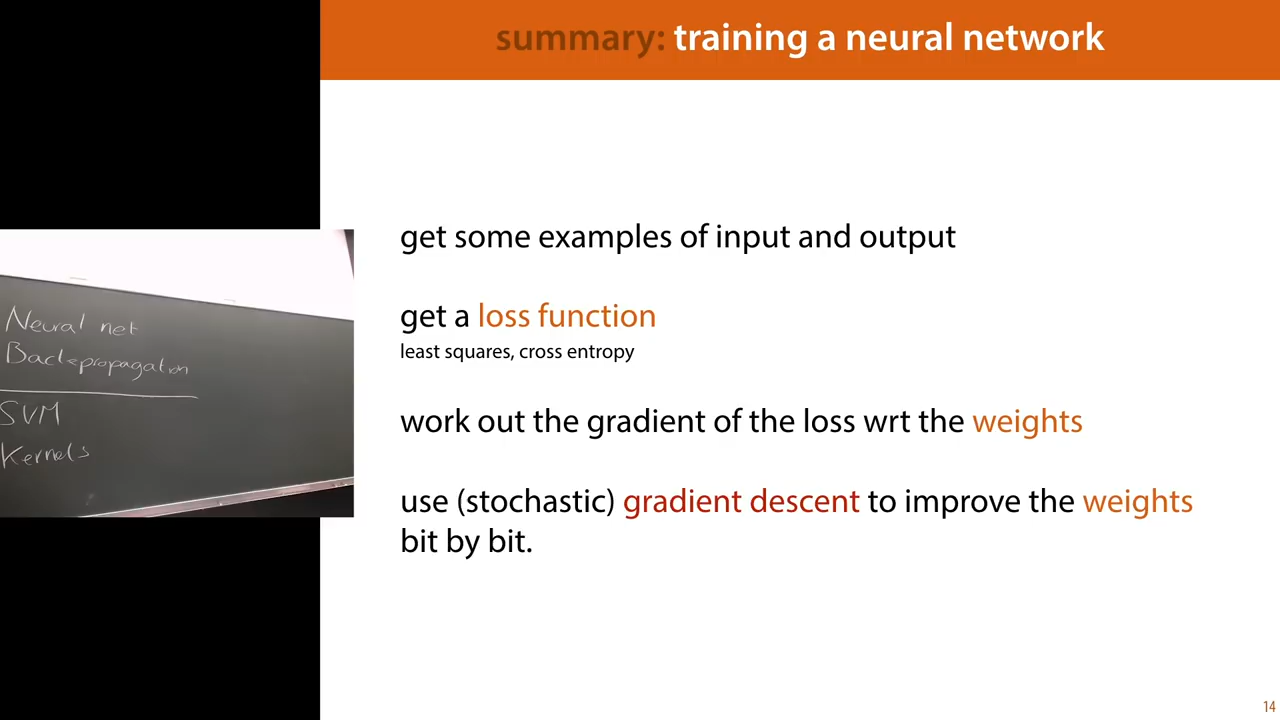 summary: training a neural network
Neural net
Backpropagation
SVM
Kernels
get some examples of input and output
get a loss function
least squares, cross entropy
work out the gradient of the loss wrt the weights
use (stochastic) gradient descent to improve the weights
bit by bit.
14